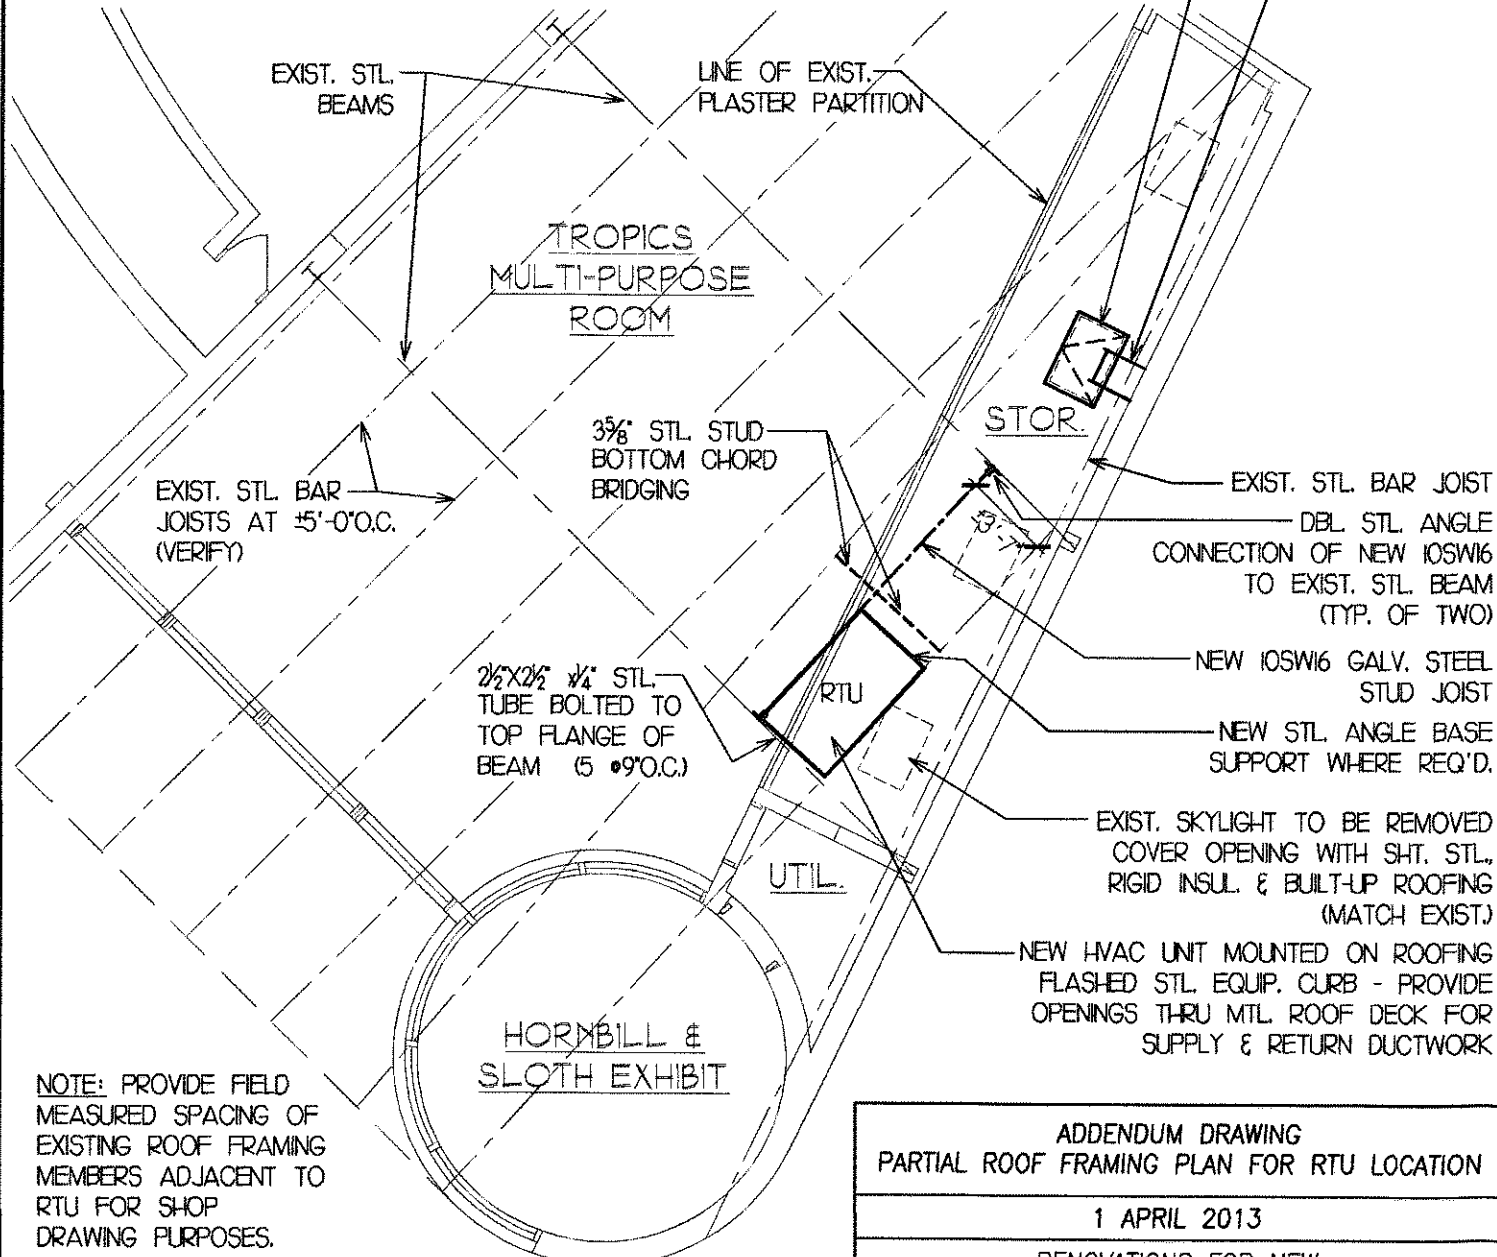 EXIST. STL.
BEAMS
LINE OF EXIST.
PLASTER PARTITION
TROPICS
MULTI-PURPOSE
ROOM
3⅝" STL. STUD
BOTTOM CHORD
BRIDGING
STOR.
EXIST. STL. BAR
JOISTS AT ±5'-0"O.C.
(VERIFY)
±3'-7"
EXIST. STL. BAR JOIST
DBL. STL. ANGLE
CONNECTION OF NEW 10SW16
TO EXIST. STL. BEAM
(TYP. OF TWO)
NEW 10SW16 GALV. STEEL
STUD JOIST
2½"X2½" x¼" STL.
TUBE BOLTED TO
TOP FLANGE OF
BEAM (5 @9"O.C.)
RTU
NEW STL. ANGLE BASE
SUPPORT WHERE REQ'D.
EXIST. SKYLIGHT TO BE REMOVED
COVER OPENING WITH SHT. STL.,
RIGID INSUL. & BUILT-UP ROOFING
(MATCH EXIST.)
UTIL.
NEW HVAC UNIT MOUNTED ON ROOFING
FLASHED STL. EQUIP. CURB - PROVIDE
OPENINGS THRU MTL. ROOF DECK FOR
SUPPLY & RETURN DUCTWORK
HORNBILL &
SLOTH EXHIBIT
NOTE: PROVIDE FIELD
MEASURED SPACING OF
EXISTING ROOF FRAMING
MEMBERS ADJACENT TO
RTU FOR SHOP
DRAWING PURPOSES.
ADDENDUM DRAWING
PARTIAL ROOF FRAMING PLAN FOR RTU LOCATION
1 APRIL 2013
RENOVATIONS FOR NEW